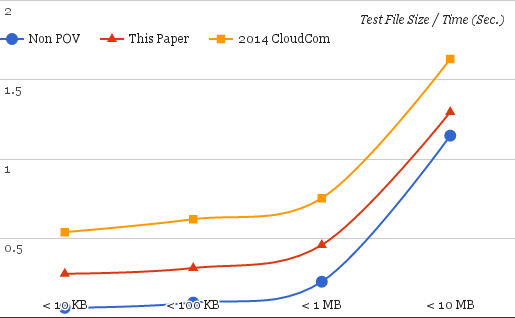 2
Test File Size / Time (Sec.)
Non POV This Paper 2014 CloudCom
1.5
1
0.5
< 10 KB < 100 KB < 1 MB < 10 MB